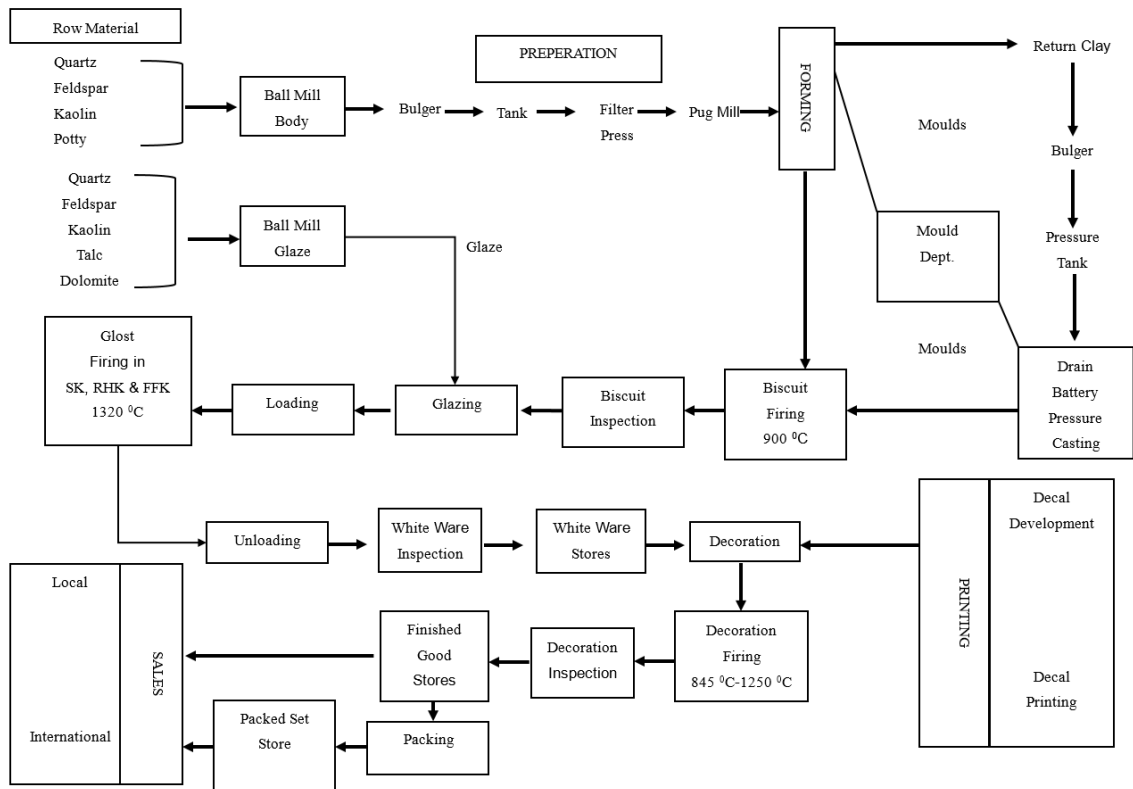 Row Material
Quartz
Feldspar
Kaolin
Potty
Ball Mill
Body
Bulger
PREPERATION
Tank
Filter
Press
Pug Mill
FORMING
Return Clay
Moulds
Bulger
Quartz
Feldspar
Kaolin
Talc
Dolomite
Ball Mill
Glaze
Glaze
Mould
Dept.
Pressure
Tank
Moulds
Glost
Firing in
SK, RHK & FFK
1320 ⁰C
Loading
Glazing
Biscuit
Inspection
Biscuit
Firing
900 ⁰C
Drain
Battery
Pressure
Casting
Unloading
White Ware
Inspection
White Ware
Stores
Decoration
PRINTING
Decal
Development
Decal
Printing
Local
International
SALES
Finished
Good
Stores
Decoration
Inspection
Decoration
Firing
845 ⁰C-1250 ⁰C
Packed Set
Store
Packing